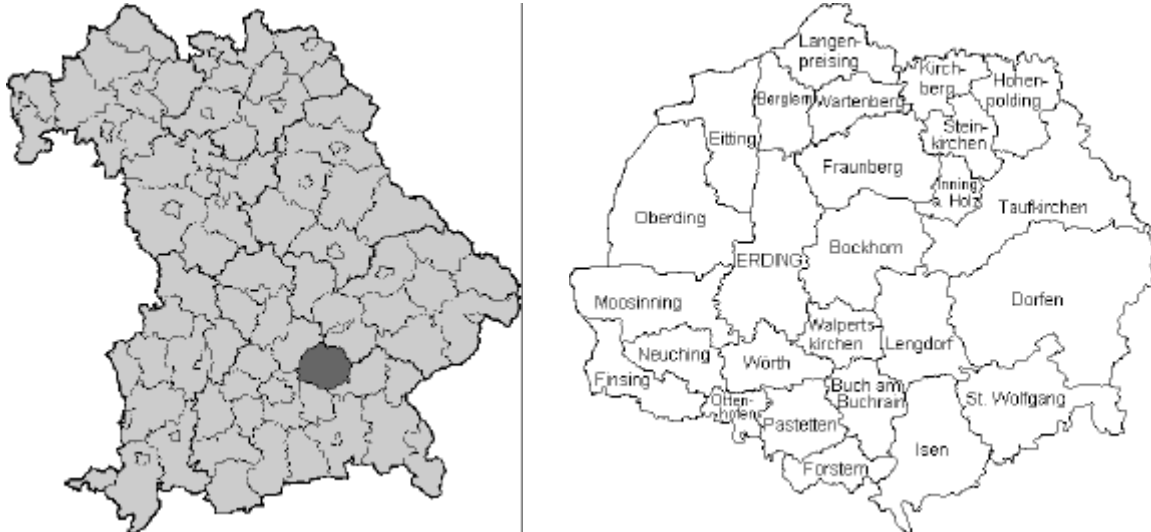 Langen-
preising
Kirch-
berg
Hohen-
polding
Berglern
Wartenberg
Stein-
kirchen
Eitting
Fraunberg
Inning
a. Holz
Oberding
Taufkirchen
Bockhorn
ERDING
Moosinning
Dorfen
Walperts
kirchen
Lengdorf
Neuching
Wörth
Finsing
Buch am
Buchrain
Otten-
hofen
St. Wolfgang
Pastetten
Isen
Forstern